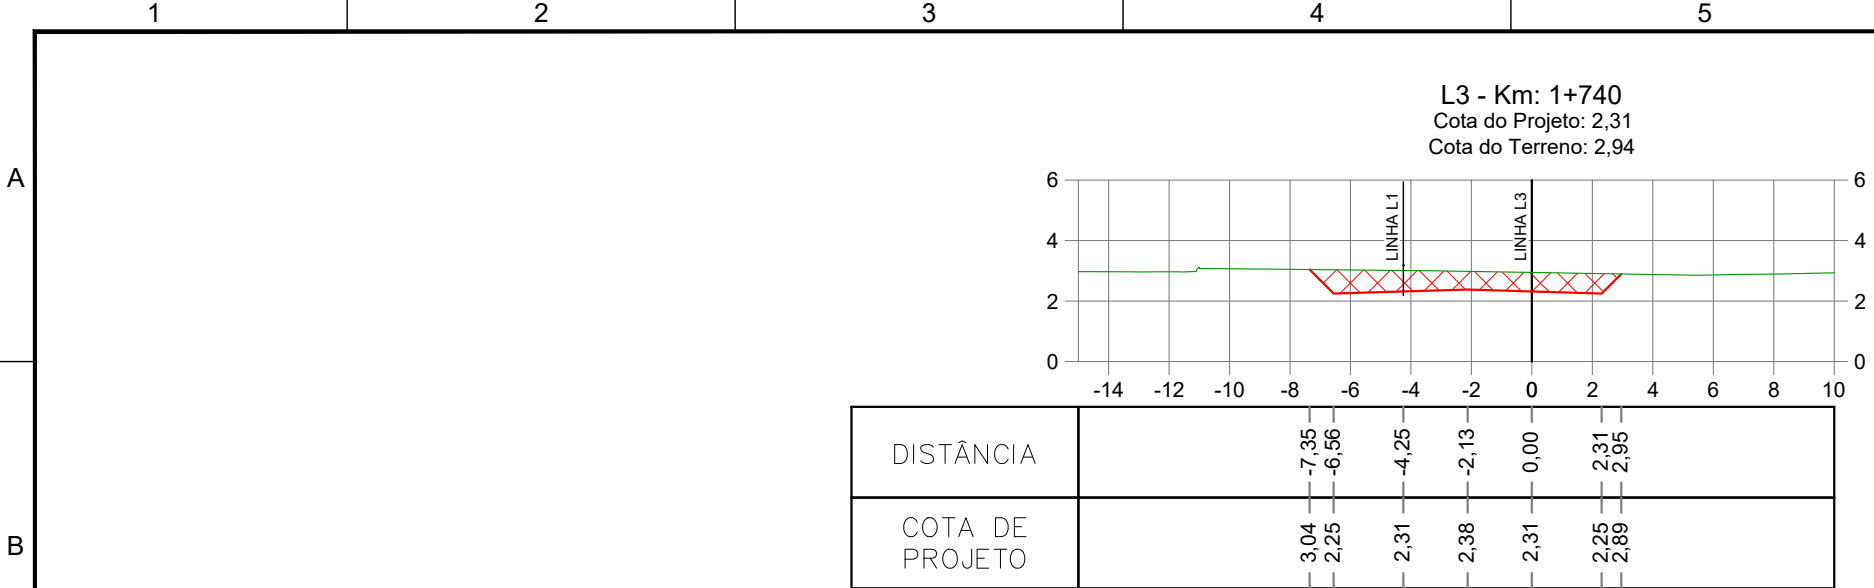 1 2 3 4 5
L3 - Km: 1+740
Cota do Projeto: 2,31
Cota do Terreno: 2,94
A
6 6
LINHA L1 LINHA L3
4 4
2 2
0 0
-14 -12 -10 -8 -6 -4 -2 0 2 4 6 8 10
DISTÂNCIA -7,35 -6,56 -4,25 -2,13 0,00 2,31 2,95
B
COTA DE
PROJETO 3,04 2,25 2,31 2,38 2,31 2,25 2,89